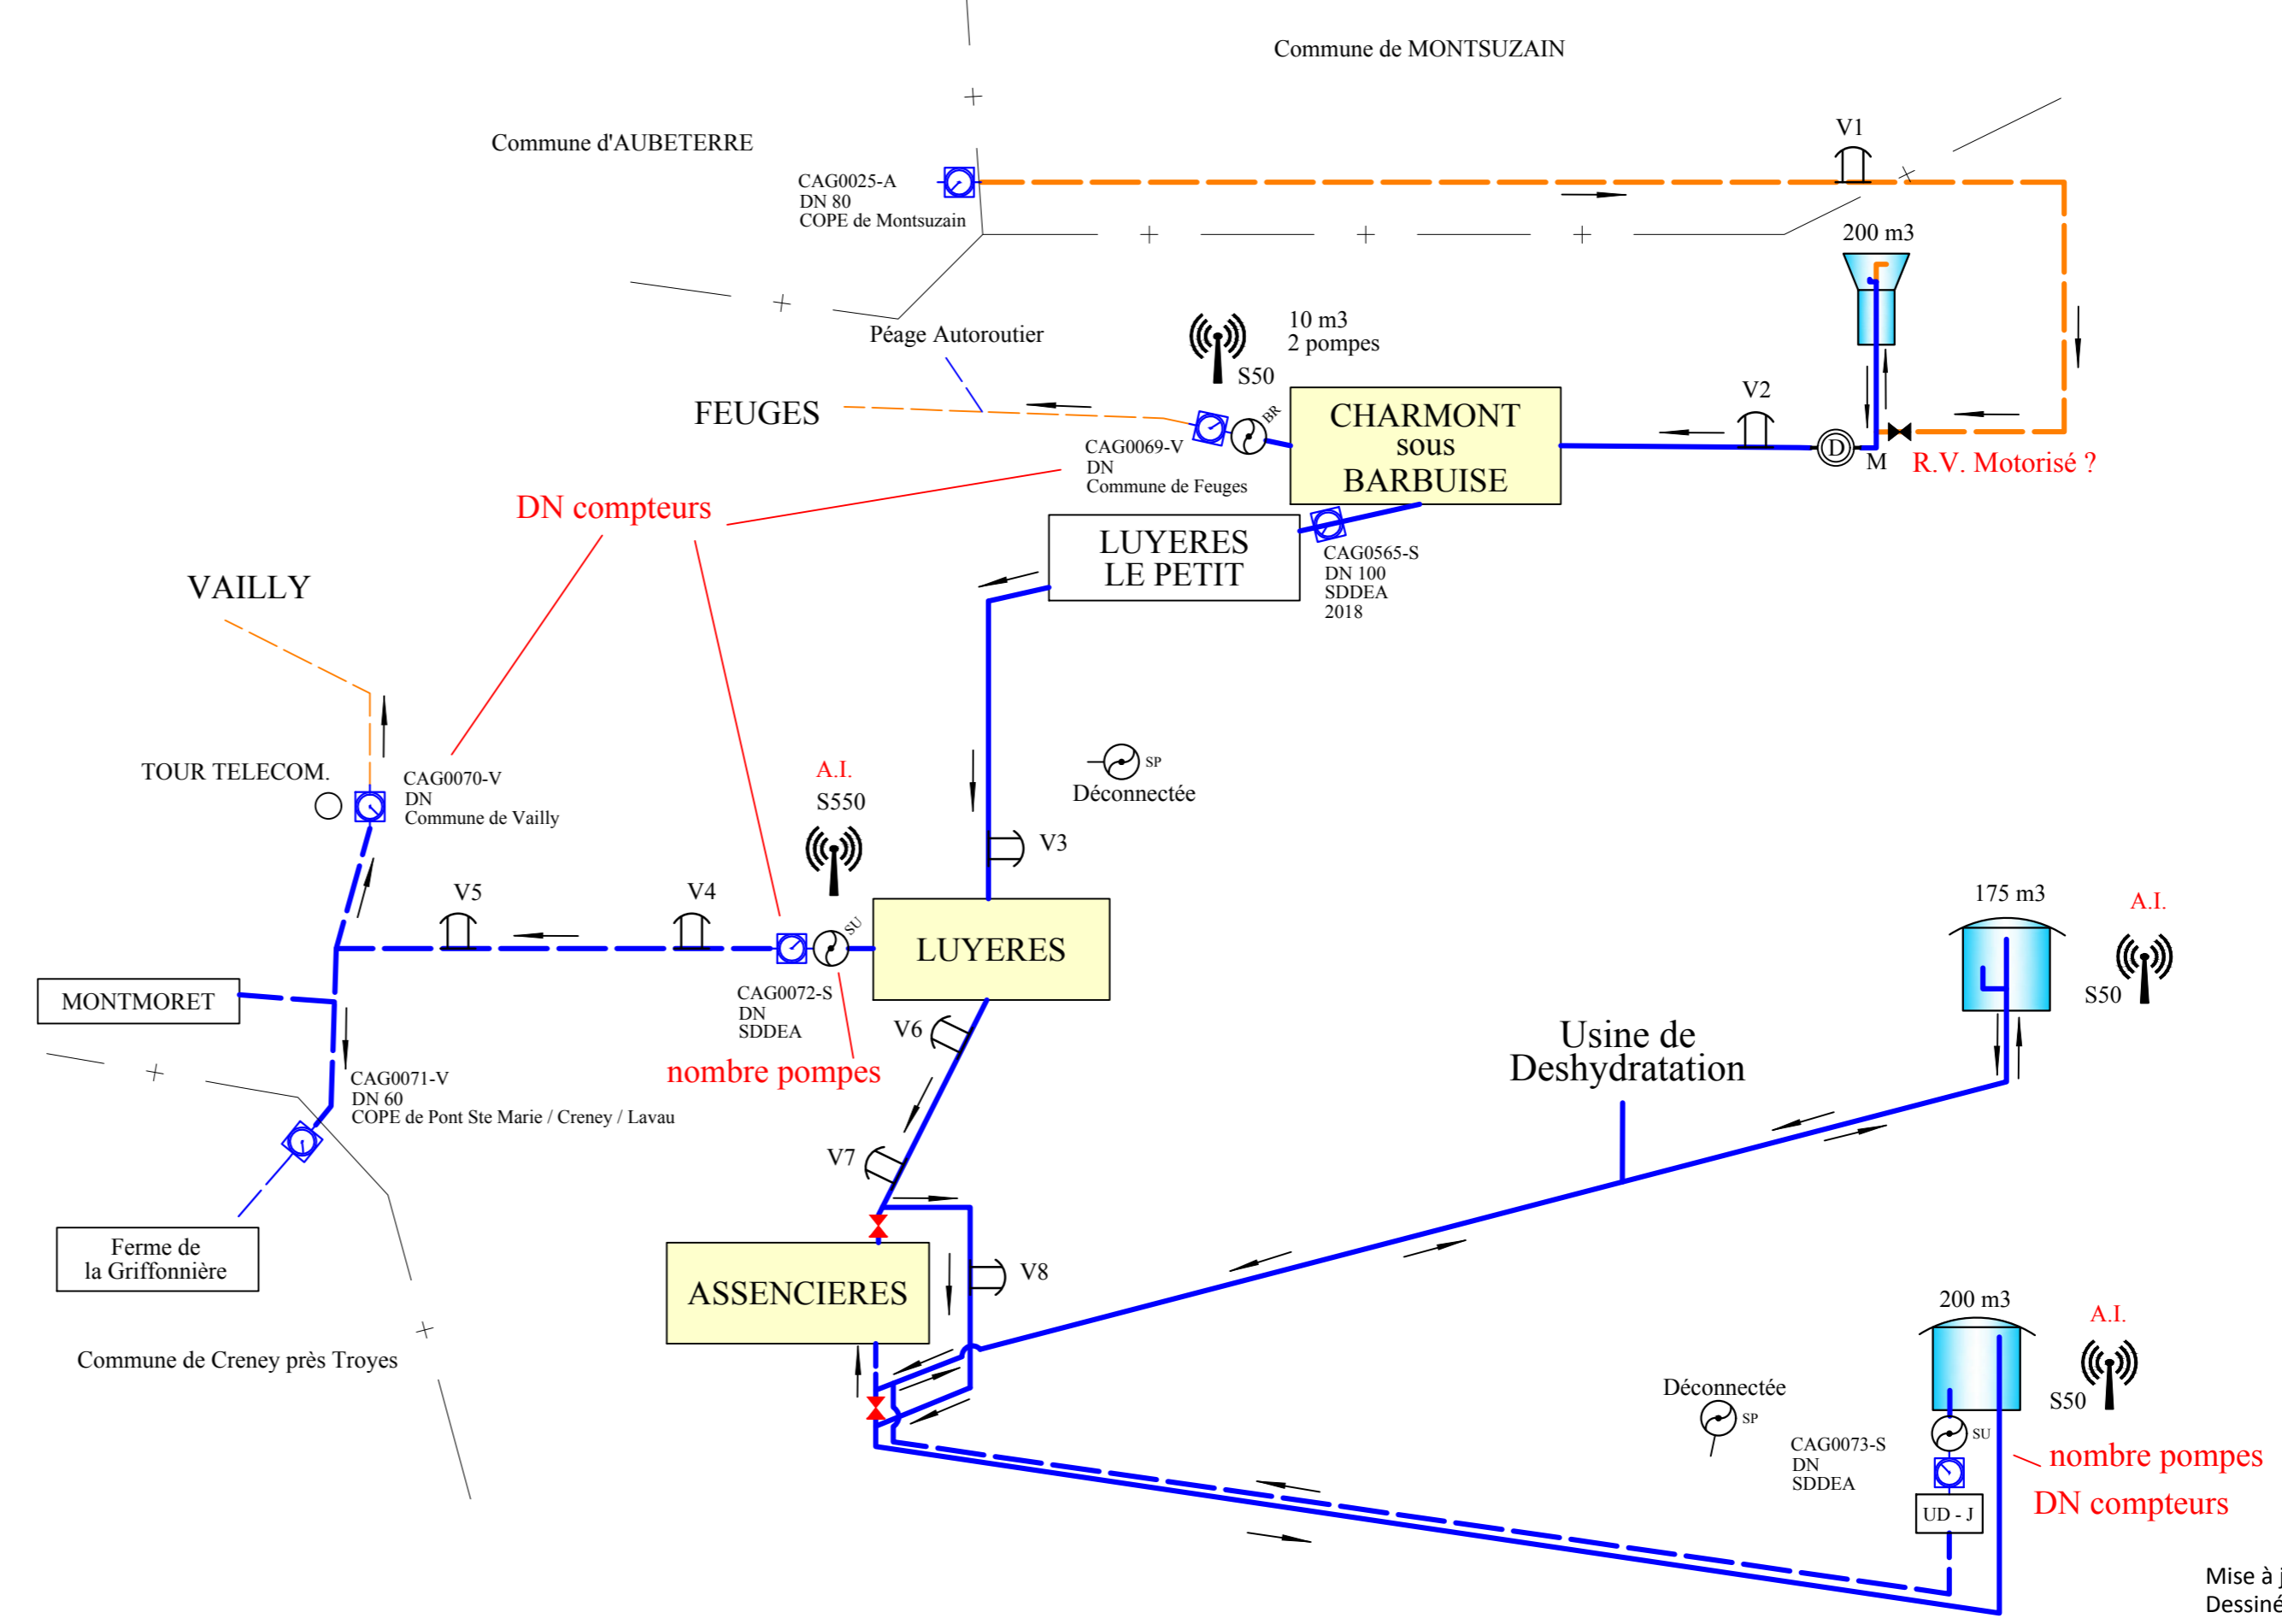 Commune de MONTSUZAIN
V1
Commune d'AUBETERRE
CAG0025-A
DN 80
COPE de Montsuzain
200 m3
10 m3
2 pompes
Péage Autoroutier
S50
V2
FEUGES
BR
CHARMONT
sous
BARBUISE
CAG0069-V
DN
Commune de Feuges
D
M
R.V. Motorisé ?
DN compteurs
LUYERES
LE PETIT
CAG0565-S
DN 100
SDDEA
2018
VAILLY
TOUR TELECOM.
CAG0070-V
DN
Commune de Vailly
A.I.
S550
SP
Déconnectée
V3
V5
V4
SU
LUYERES
175 m3
A.I.
S50
MONTMORET
CAG0072-S
DN
SDDEA
V6
nombre pompes
Usine de
Deshydratation
CAG0071-V
DN 60
COPE de Pont Ste Marie / Creney / Lavau
V7
Ferme de
la Griffonnière
ASSENCIERES
V8
200 m3
A.I.
S50
Commune de Creney près Troyes
Déconnectée
SP
SU
CAG0073-S
DN
SDDEA
nombre pompes
DN compteurs
UD - J
Mise à j
Dessiné